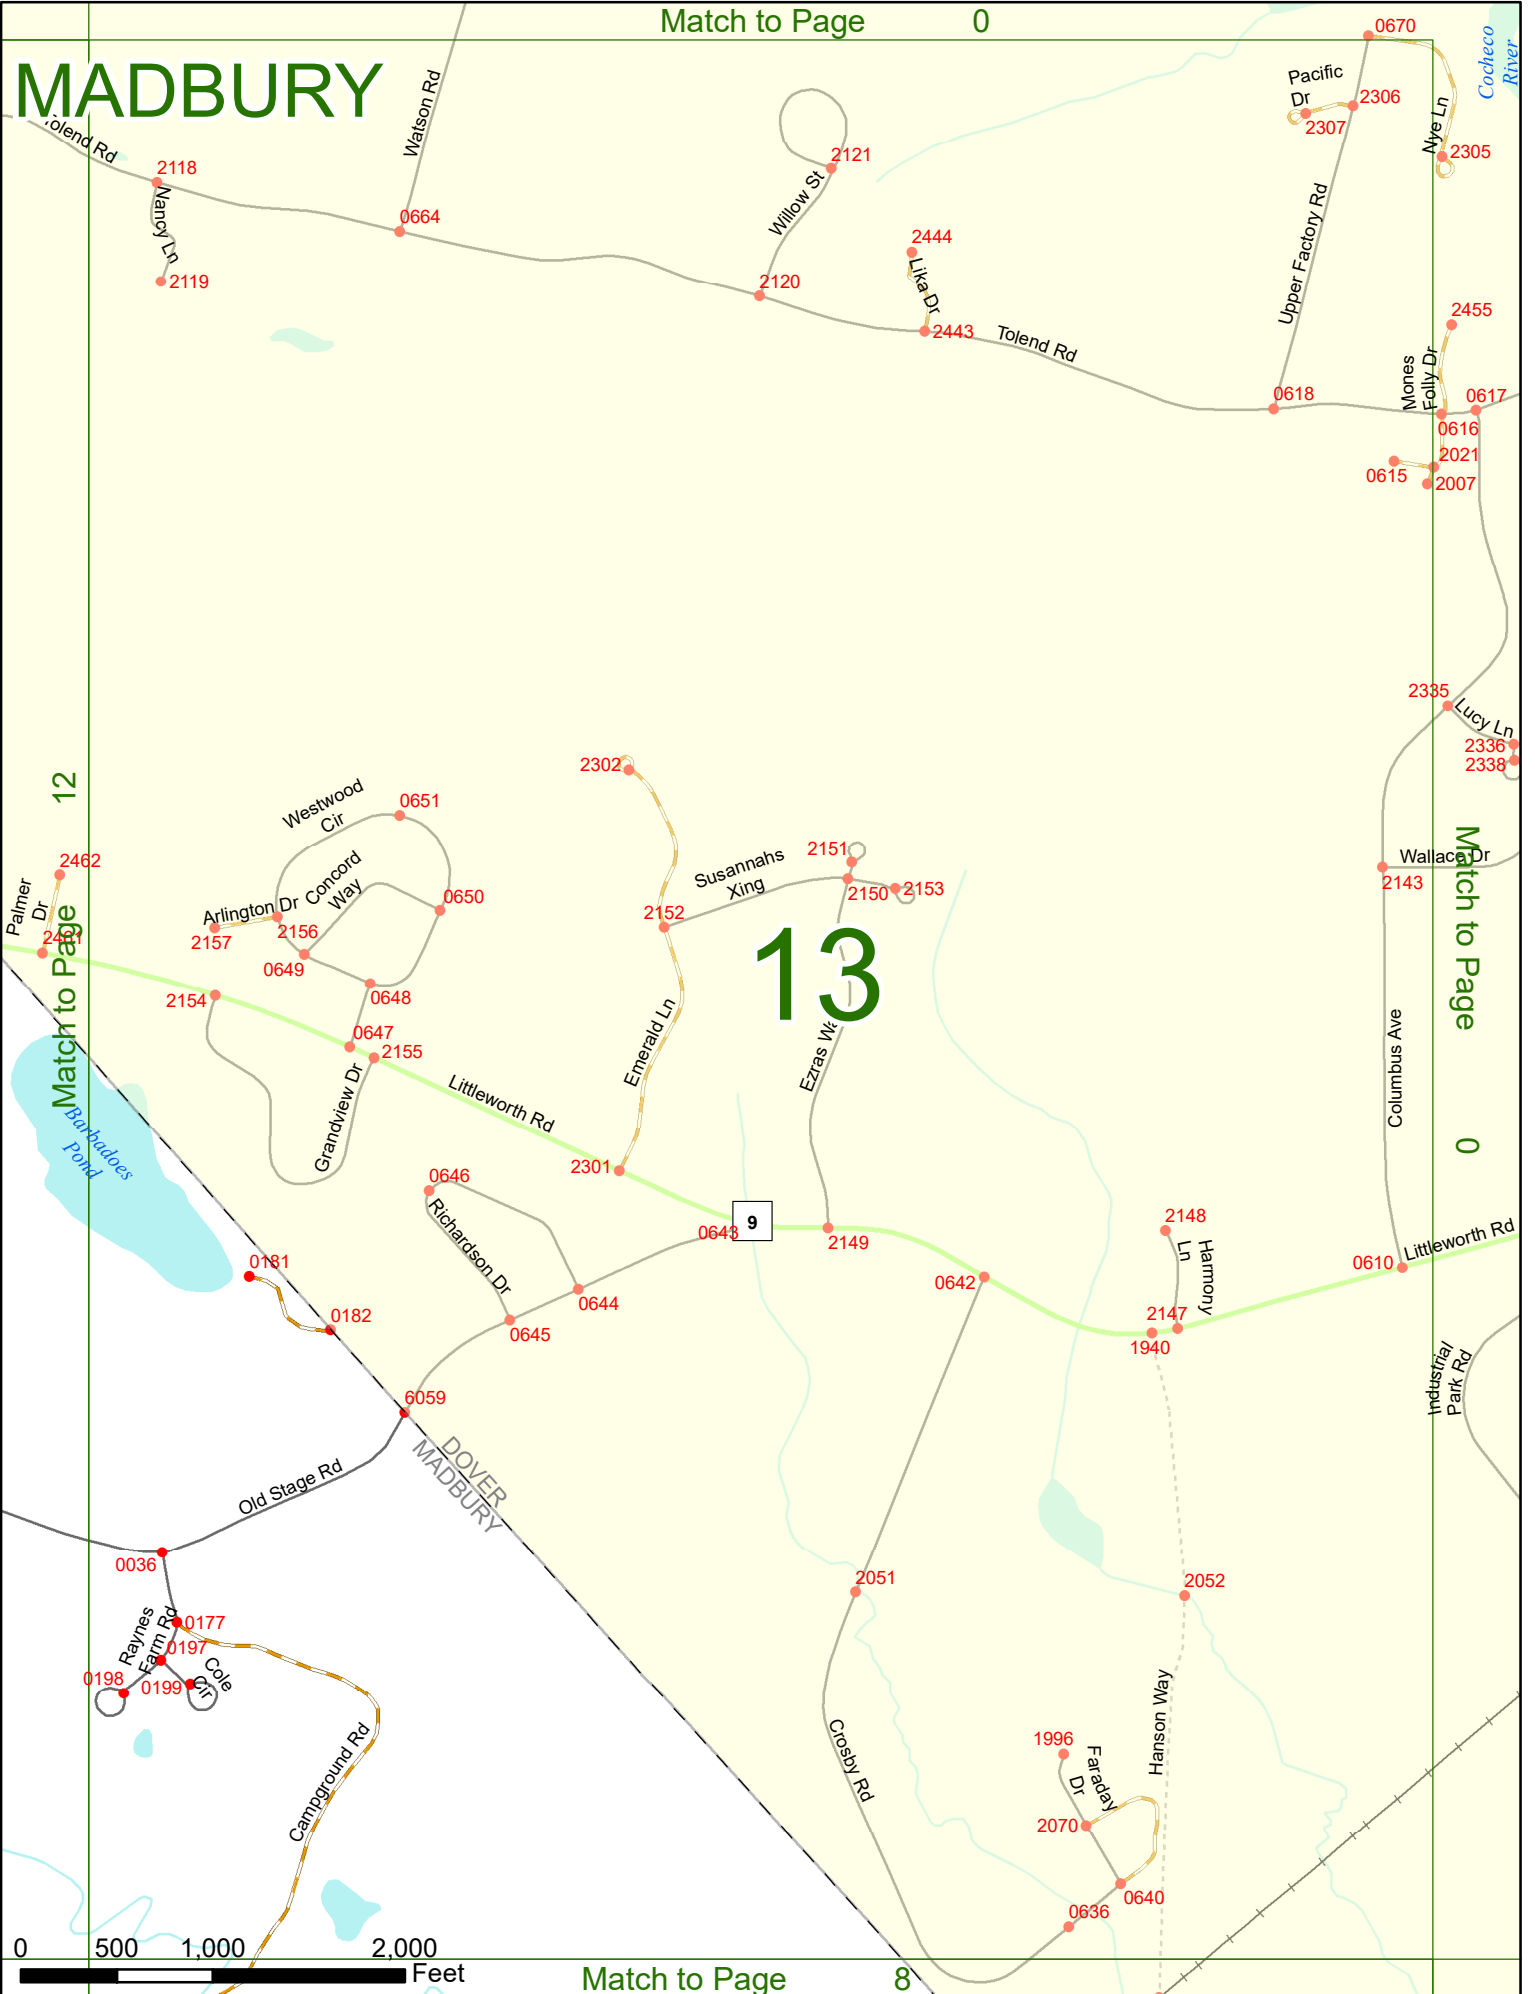 Match to Page 0
MADBURY
0670
Cocheco
River
Pacific
Dr
2306
2307
Nye Ln
2305
Tolend Rd
Watson Rd
2118
Nancy Ln
2119
0664
2121
Willow St
2120
2444
Lika Dr
2443
Tolend Rd
Upper Factory Rd
2455
Mones
Folly Dr
0618
0617
0616
2021
0615
2007
2335
Lucy Ln
2336
2338
12
Match to Page
2302
Westwood
Cir
0651
Concord
Way
0650
Arlington Dr
2156
2157
0649
0648
2462
Palmer
Dr
2154
0647
2155
Grandview Dr
Susannahs
Xing
2151
2150
2153
2152
13
Ezras
Emerald Ln
Wallace Dr
2143
Match to Page
0
Columbus Ave
Littleworth Rd
Barbadoes
Pond
2301
0646
Richardson Dr
0643
9
2149
2148
Harmony
Ln
0642
2147
1940
0610
Littleworth Rd
0181
0182
0644
0645
6059
Industrial
Park Rd
DOVER
MADBURY
Old Stage Rd
0036
2051
2052
Raynes
Farm Rd
0177
0197
0198
0199
Cole
Cir
Campground Rd
Crosby Rd
Hanson Way
1996
Faraday
Dr
2070
0640
0636
0 500 1,000 2,000
Feet
Match to Page 8